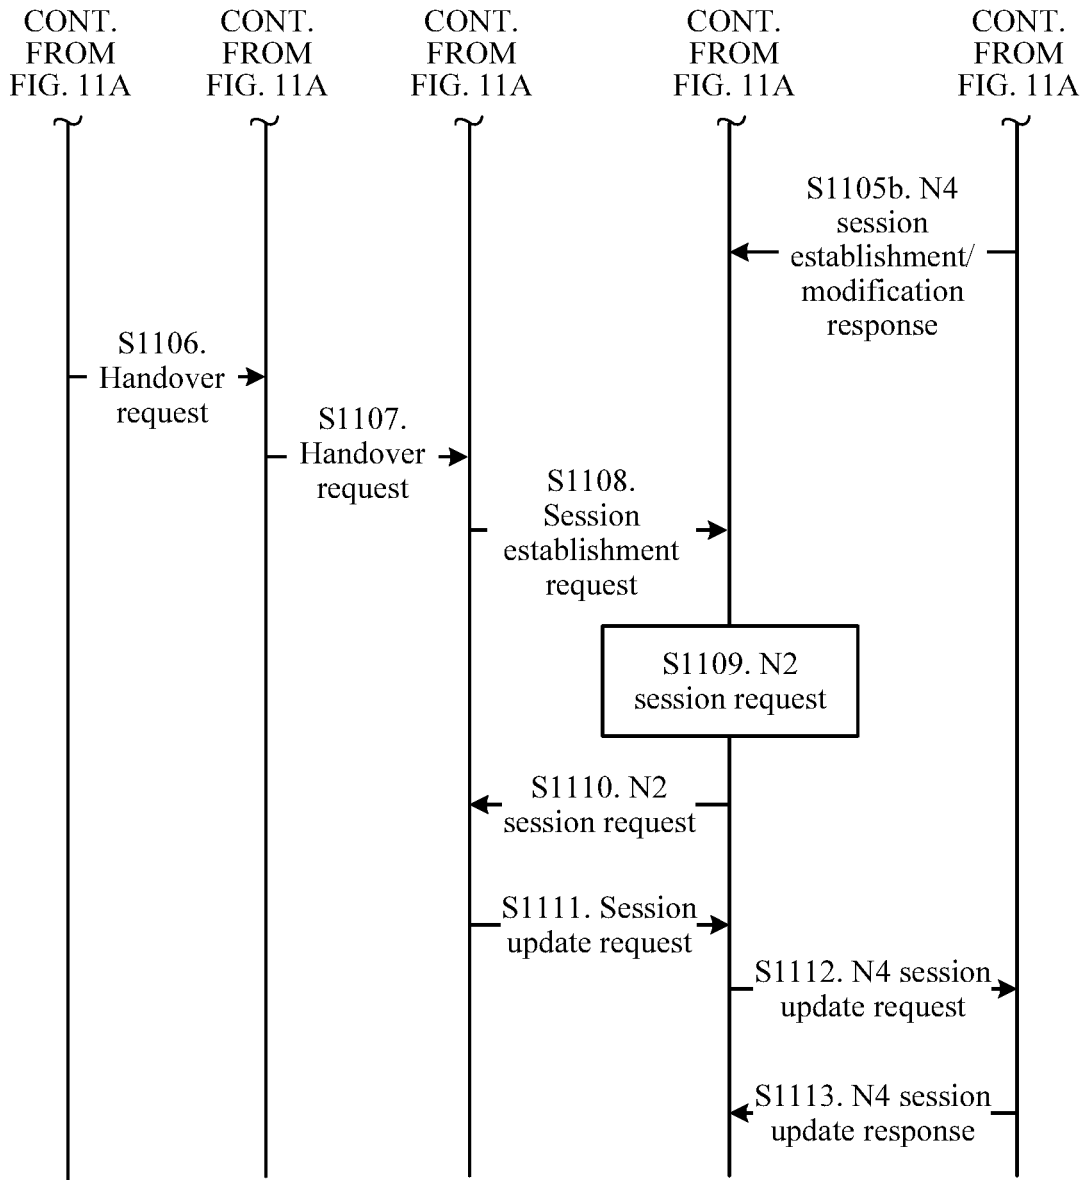 CONT.
FROM
FIG. 11A
CONT.
FROM
FIG. 11A
CONT.
FROM
FIG. 11A
CONT.
FROM
FIG. 11A
CONT.
FROM
FIG. 11A
S1105b. N4
session
establishment/
modification
response
S1106.
Handover
request
S1107.
Handover
request
S1108.
Session
establishment
request
S1109. N2
session request
S1110. N2
session request
S1111. Session
update request
S1112. N4 session
update request
S1113. N4 session
update response